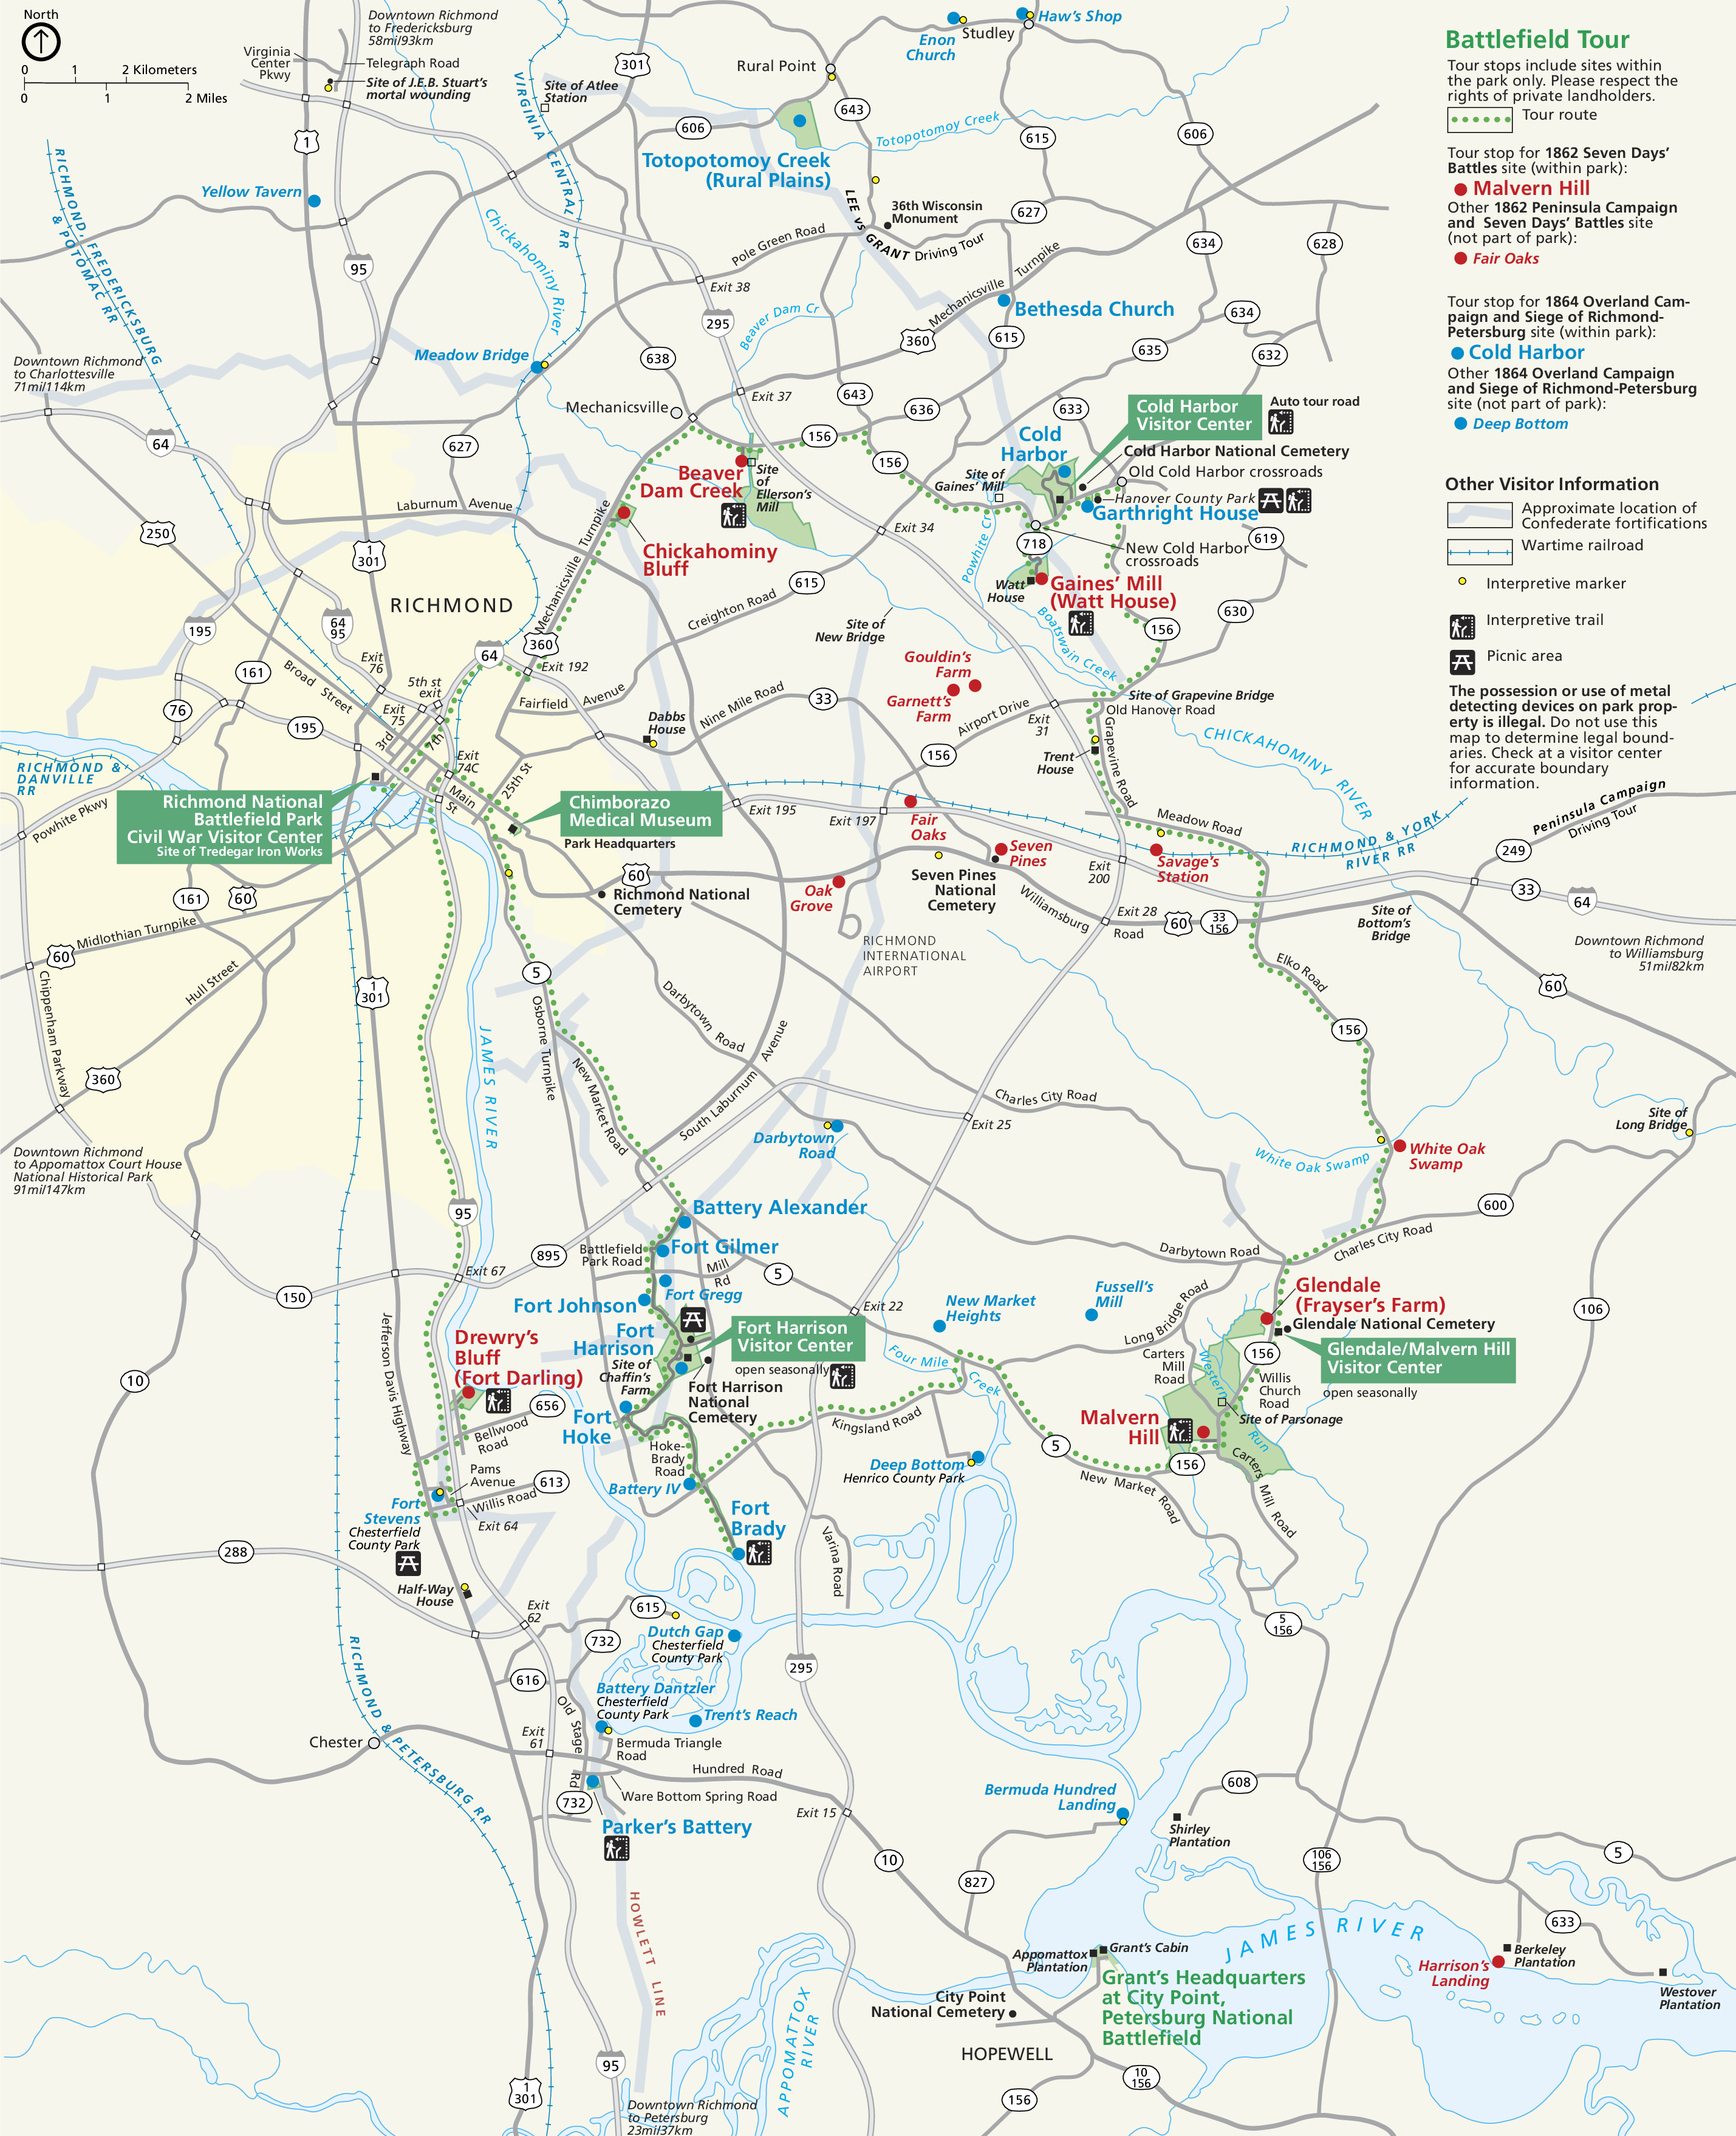 North
0 1 2 Kilometers
0 1 2 Miles
Downtown Richmond
to Fredericksburg
58mi/93km
Virginia
Center
Pkwy
Telegraph Road
Site of J.E.B. Stuart's
mortal wounding
VIRGINIA CENTRAL RR
Site of Atlee
Station
301
Rural Point
Enon
Church
Studley
Haw's Shop
643
606
615
606
Totopotomoy Creek
Totopotomoy Creek
(Rural Plains)
1
Yellow Tavern
RICHMOND, FREDERICKSBURG
& POTOMAC RR
Chickahominy River
95
LEE vs GRANT Driving Tour
36th Wisconsin
Monument
627
634
628
Pole Green Road
Exit 38
Mechanicsville Turnpike
295
Beaver Dam Cr
Bethesda Church
634
360
615
635
632
638
Meadow Bridge
Downtown Richmond
to Charlottesville
71mi/114km
Exit 37
643
636
633
Mechanicsville
64
627
156
156
Cold
Harbor
Cold Harbor
Visitor Center
Auto tour road
Cold Harbor National Cemetery
Old Cold Harbor crossroads
Hanover County Park
Garthright House
Site of
Gaines' Mill
Beaver
Dam Creek
Site
of
Ellerson's
Mill
Laburnum Avenue
Mechanicsville Turnpike
Chickahominy
Bluff
Exit 34
718
New Cold Harbor
crossroads
619
250
1
301
Powhite Cr
Watt
House
Gaines' Mill
(Watt House)
615
Creighton Road
RICHMOND
64
95
195
630
156
Site of
New Bridge
Boatswain Creek
360
64
Exit 192
Exit
76
161
Broad Street
5th st
exit
Exit
75
3rd
7th
76
195
Gouldin's
Farm
Garnett's
Farm
Fairfield Avenue
Nine Mile Road
33
Dabbs
House
Airport Drive
Exit
31
Site of Grapevine Bridge
Old Hanover Road
Grapevine Road
CHICKAHOMINY RIVER
156
Trent
House
RICHMOND &
DANVILLE
RR
Powhite Pkwy
Exit
74C
25th St
Main
St
Richmond National
Battlefield Park
Civil War Visitor Center
Site of Tredegar Iron Works
Chimborazo
Medical Museum
Park Headquarters
Exit 195
Exit 197
Fair
Oaks
Meadow Road
Seven
Pines
Exit
200
Savage's
Station
RICHMOND & YORK
RIVER RR
Peninsula Campaign
Driving Tour
249
33
64
161
60
60
Richmond National
Cemetery
Oak
Grove
Seven Pines
National
Cemetery
Williamsburg
Road
Exit 28
60
33
156
Site of
Bottom's
Bridge
Downtown Richmond
to Williamsburg
51mi/82km
60
Midlothian Turnpike
60
Hull Street
RICHMOND
INTERNATIONAL
AIRPORT
Elko Road
Chippenham Parkway
1
301
5
Osborne Turnpike
Darbytown Road
156
JAMES RIVER
New Market Road
South Laburnum Avenue
360
Charles City Road
Exit 25
Site of
Long Bridge
Darbytown
Road
White Oak Swamp
White Oak
Swamp
Downtown Richmond
to Appomattox Court House
National Historical Park
91mi/147km
95
Battery Alexander
600
895
Battlefield
Park Road
Fort Gilmer
Mill
Rd
5
Darbytown Road
Charles City Road
Exit 67
150
Fort Gregg
Fort Johnson
Exit 22
New Market
Heights
Fussell's
Mill
Glendale
(Frayser's Farm)
Glendale National Cemetery
106
Long Bridge Road
Glendale/Malvern Hill
Visitor Center
open seasonally
Fort
Harrison
Fort Harrison
Visitor Center
open seasonally
Site of
Chaffin's
Farm
Fort Harrison
National
Cemetery
Drewry's
Bluff
(Fort Darling)
Four Mile
Creek
Carters
Mill
Road
156
Western
Run
Willis
Church
Road
Site of Parsonage
10
Jefferson Davis Highway
656
Bellwood
Road
Fort
Hoke
Kingsland Road
Malvern
Hill
5
156
Carters Mill Road
Hoke-
Brady
Road
Deep Bottom
Henrico County Park
New Market Road
Pams
Avenue
613
Willis Road
Battery IV
Fort
Stevens
Chesterfield
County Park
Exit 64
Fort
Brady
Varina Road
288
Half-Way
House
Exit
62
615
732
Dutch Gap
Chesterfield
County Park
5
156
616
295
RICHMOND & PETERSBURG RR
Battery Dantzler
Chesterfield
County Park
Trent's Reach
Old Stage Rd
Exit
61
Chester
Bermuda Triangle
Road
Hundred Road
732
Ware Bottom Spring Road
Exit 15
Parker's Battery
Bermuda Hundred
Landing
608
Shirley
Plantation
10
106
156
5
827
HOWLETT LINE
633
JAMES RIVER
Appomattox
Plantation
Grant's Cabin
Harrison's
Landing
Berkeley
Plantation
Westover
Plantation
Grant's Headquarters
at City Point,
Petersburg National
Battlefield
City Point
National Cemetery
HOPEWELL
APPOMATTOX
RIVER
95
1
301
Downtown Richmond
to Petersburg
23mi/37km
10
156
156
Battlefield Tour
Tour stops include sites within
the park only. Please respect the
rights of private landholders.
Tour route
Tour stop for 1862 Seven Days'
Battles site (within park):
Malvern Hill
Other 1862 Peninsula Campaign
and Seven Days' Battles site
(not part of park):
Fair Oaks
Tour stop for 1864 Overland Cam-
paign and Siege of Richmond-
Petersburg site (within park):
Cold Harbor
Other 1864 Overland Campaign
and Siege of Richmond-Petersburg
site (not part of park):
Deep Bottom
Other Visitor Information
Approximate location of
Confederate fortifications
Wartime railroad
Interpretive marker
Interpretive trail
Picnic area
The possession or use of metal
detecting devices on park prop-
erty is illegal. Do not use this
map to determine legal bound-
aries. Check at a visitor center
for accurate boundary
information.